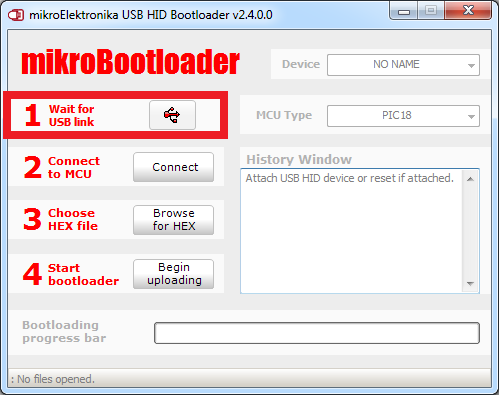 mikroElektronika USB HID Bootloader v2.4.0.0
mikroBootloader
Device
NO NAME
1 Wait for
USB link
MCU Type
PIC18
2 Connect
to MCU
Connect
History Window
Attach USB HID device or reset if attached.
3 Choose
HEX file
Browse
for HEX
4 Start
bootloader
Begin
uploading
Bootloading
progress bar
: No files opened.